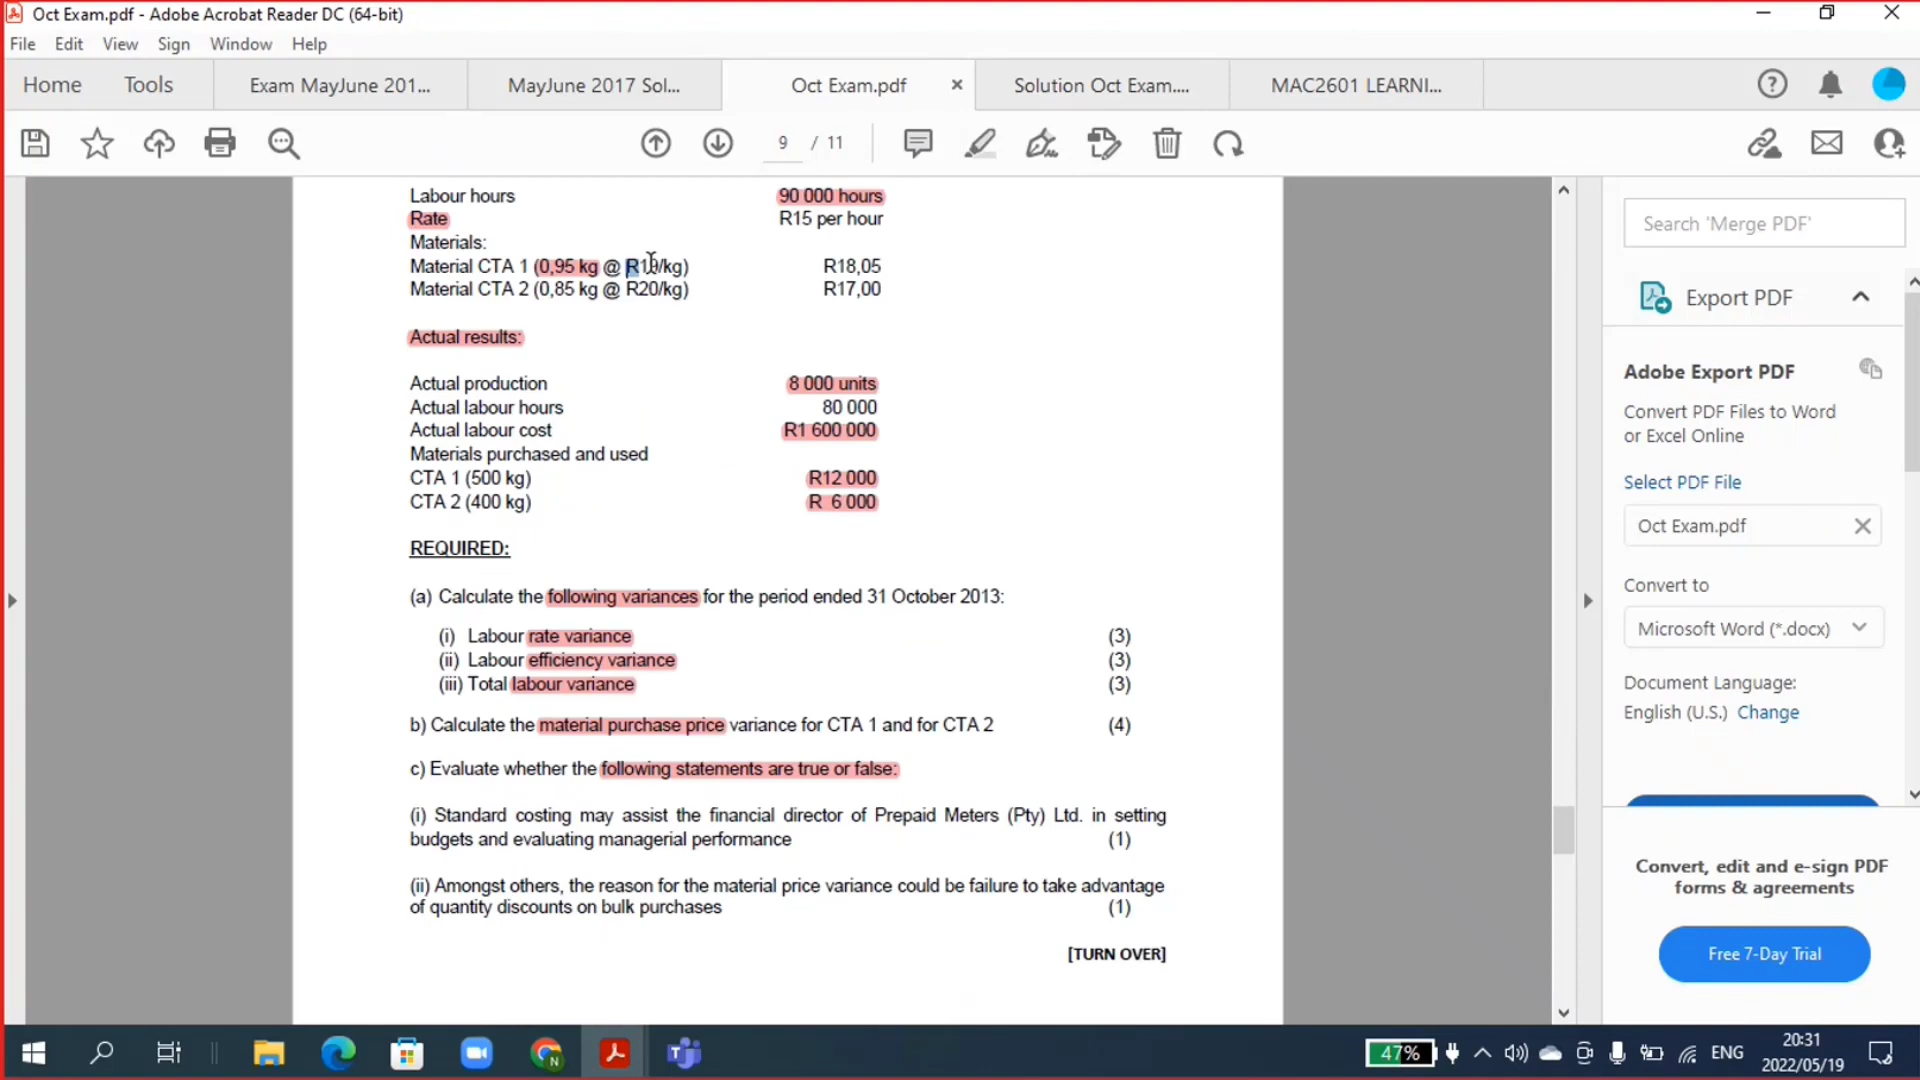 Oct Exam.pdf - Adobe Acrobat Reader DC (64-bit)
File Edit View Sign Window Help
Home Tools Exam MayJune 201... MayJune 2017 Sol... Oct Exam.pdf Solution Oct Exam.... MAC2601 LEARNI...
9 / 11
Labour hours 90 000 hours
Rate R15 per hour
Materials:
Material CTA 1 (0,95 kg @ R19/kg) R18,05
Material CTA 2 (0,85 kg @ R20/kg) R17,00
Actual results:
Actual production 8 000 units
Actual labour hours 80 000
Actual labour cost R1 600 000
Materials purchased and used
CTA 1 (500 kg) R12 000
CTA 2 (400 kg) R 6 000
REQUIRED:
(a) Calculate the following variances for the period ended 31 October 2013:
(i) Labour rate variance (3)
(ii) Labour efficiency variance (3)
(iii) Total labour variance (3)
b) Calculate the material purchase price variance for CTA 1 and for CTA 2 (4)
c) Evaluate whether the following statements are true or false:
(i) Standard costing may assist the financial director of Prepaid Meters (Pty) Ltd. in setting
budgets and evaluating managerial performance (1)
(ii) Amongst others, the reason for the material price variance could be failure to take advantage
of quantity discounts on bulk purchases (1)
[TURN OVER]
Search 'Merge PDF'
Export PDF
Adobe Export PDF
Convert PDF Files to Word
or Excel Online
Select PDF File
Oct Exam.pdf
Convert to
Microsoft Word (*.docx)
Document Language:
English (U.S.) Change
Convert, edit and e-sign PDF
forms & agreements
Free 7-Day Trial
N
47% ENG 20:31
2022/05/19